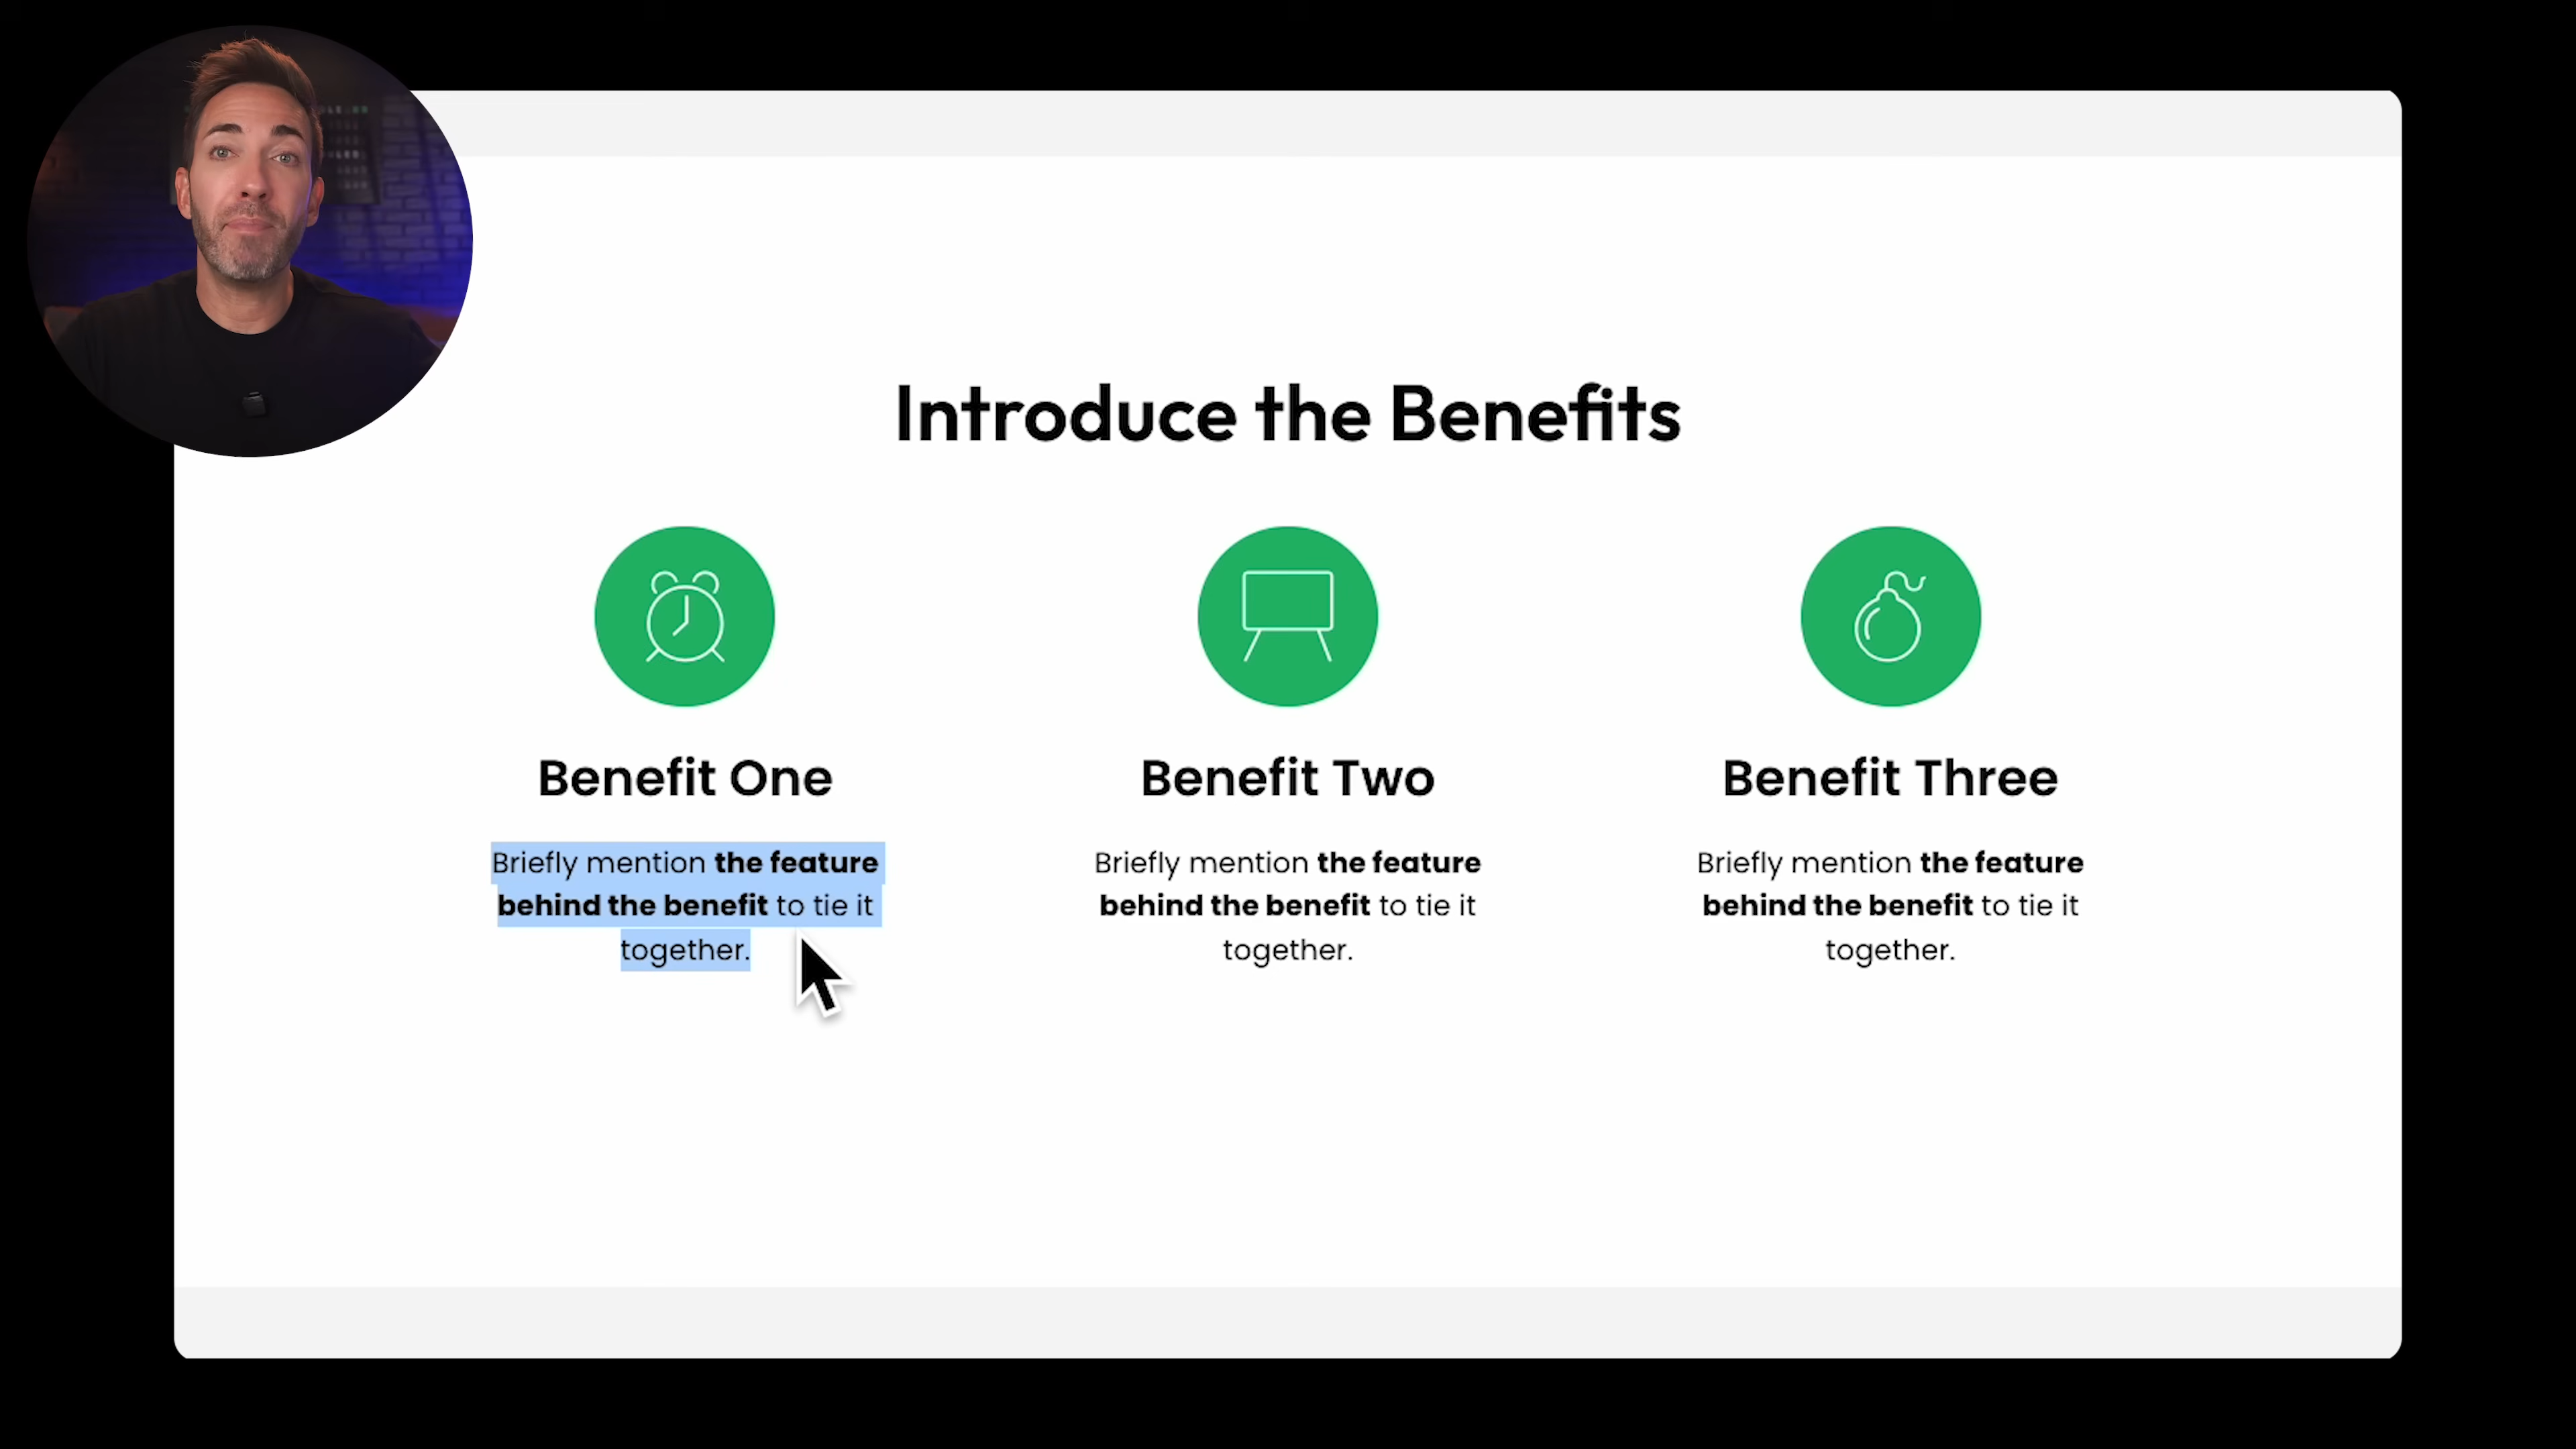 Introduce the Benefits
Benefit One
Briefly mention the feature
behind the benefit to tie it
together.
Benefit Two
Briefly mention the feature
behind the benefit to tie it
together.
Benefit Three
Briefly mention the feature
behind the benefit to tie it
together.